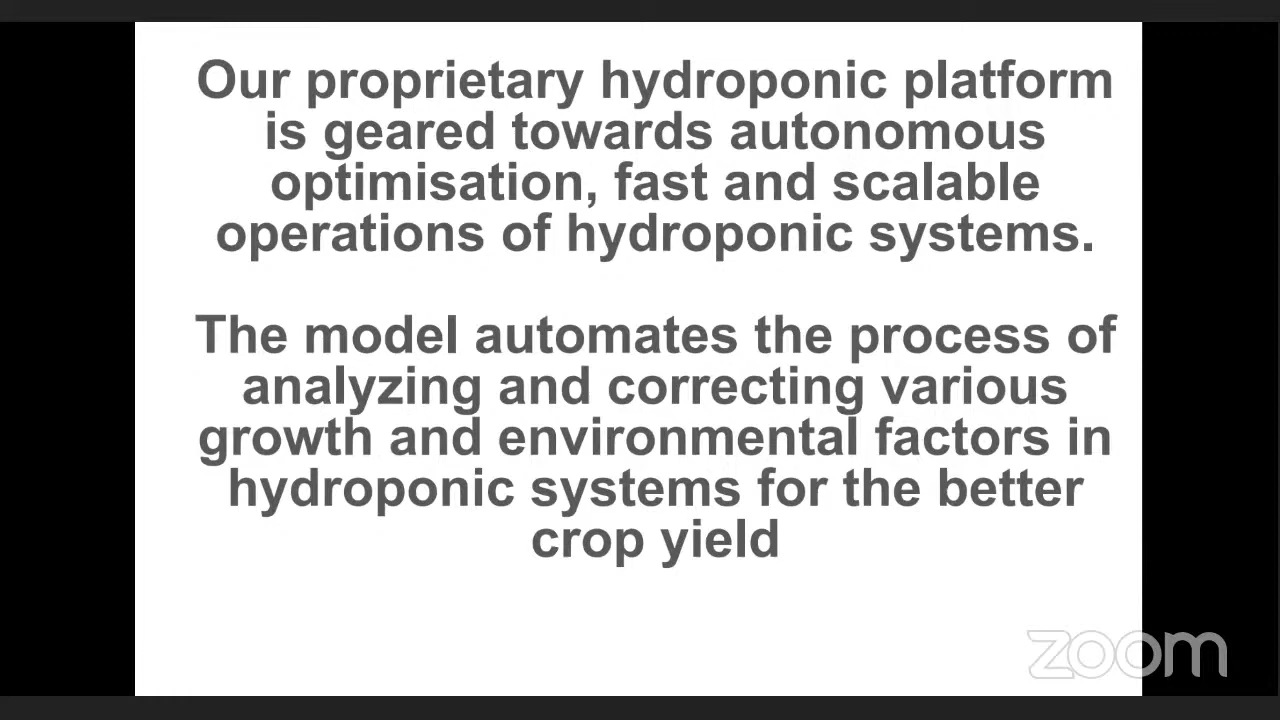 Our proprietary hydroponic platform
is geared towards autonomous
optimisation, fast and scalable
operations of hydroponic systems.
The model automates the process of
analyzing and correcting various
growth and environmental factors in
hydroponic systems for the better
crop yield
zoom